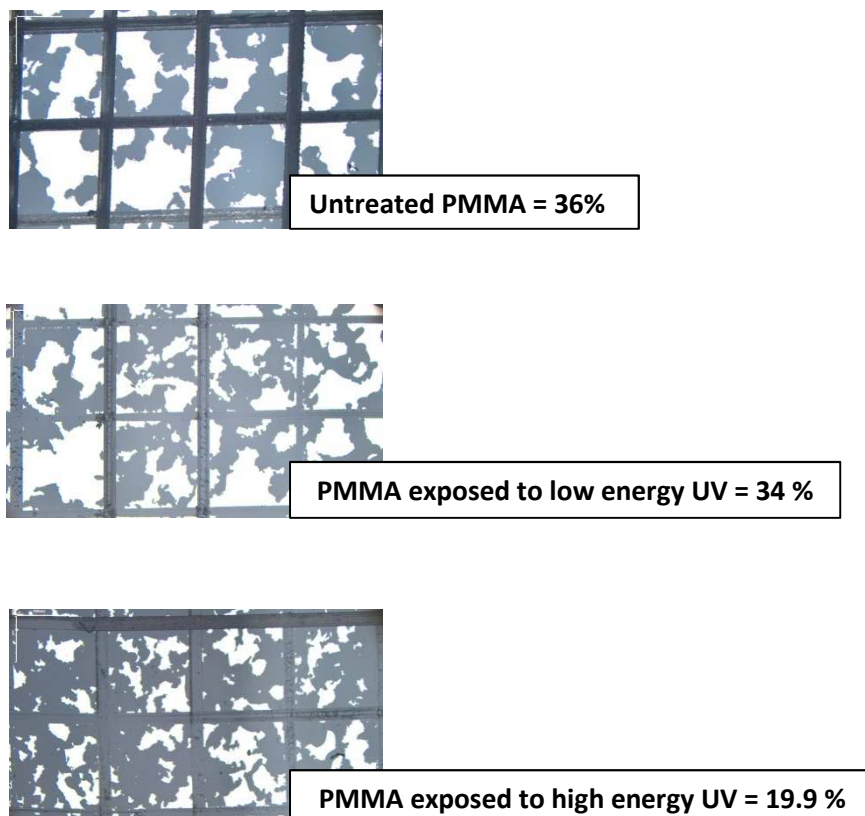 Untreated PMMA = 36%
PMMA exposed to low energy UV = 34 %
PMMA exposed to high energy UV = 19.9 %